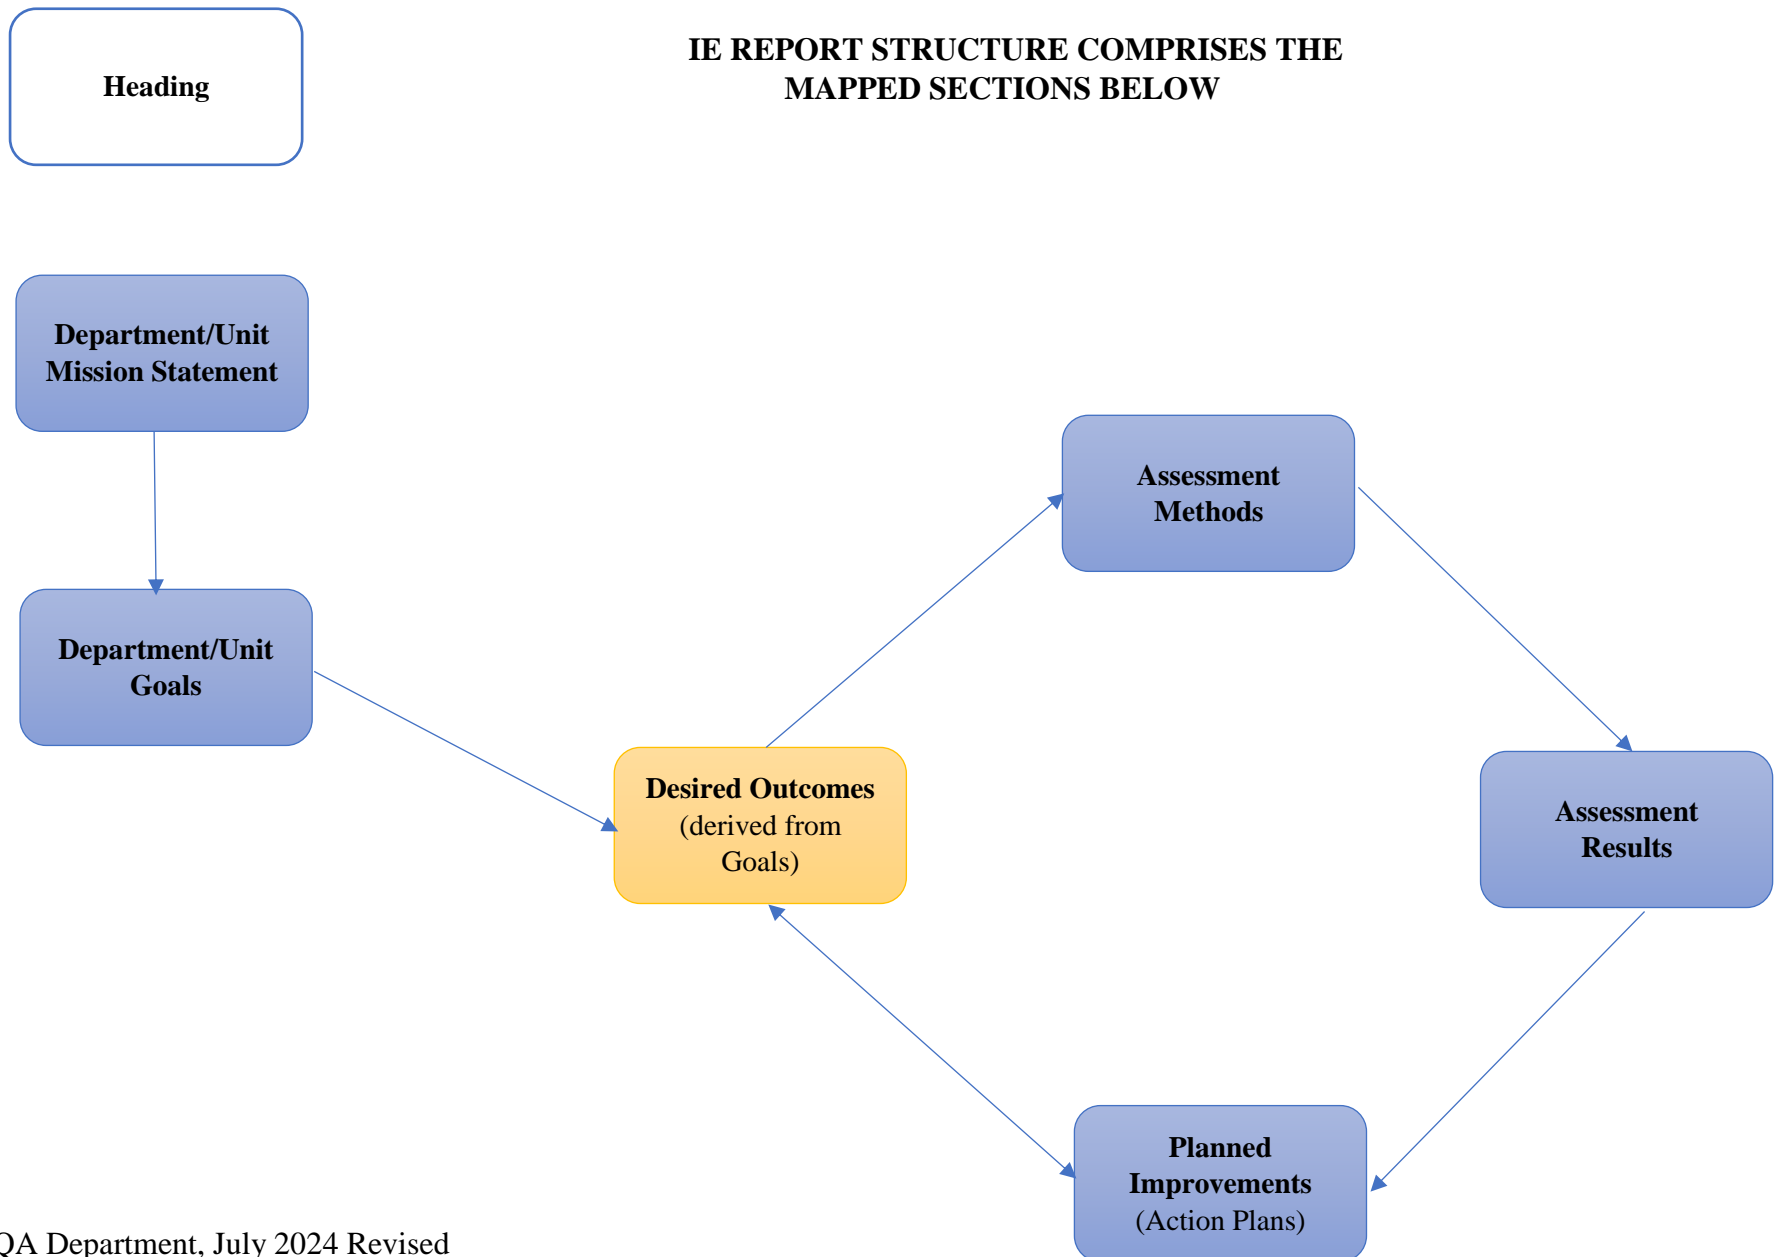 Heading
IE REPORT STRUCTURE COMPRISES THE
MAPPED SECTIONS BELOW
Department/Unit
Mission Statement
Department/Unit
Goals
Assessment
Methods
Desired Outcomes
(derived from
Goals)
Assessment
Results
Planned
Improvements
(Action Plans)
QA Department, July 2024 Revised